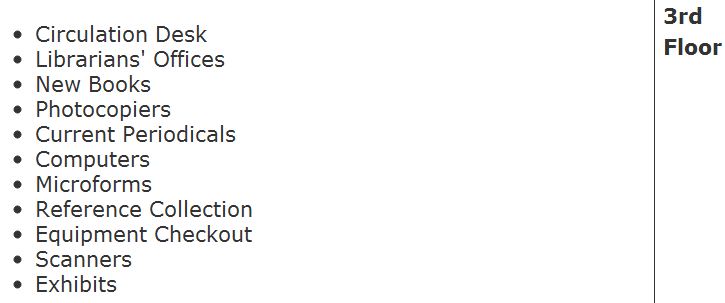 • Circulation Desk
• Librarians' Offices
• New Books
• Photocopiers
• Current Periodicals
• Computers
• Microforms
• Reference Collection
• Equipment Checkout
• Scanners
• Exhibits
3rd
Floor